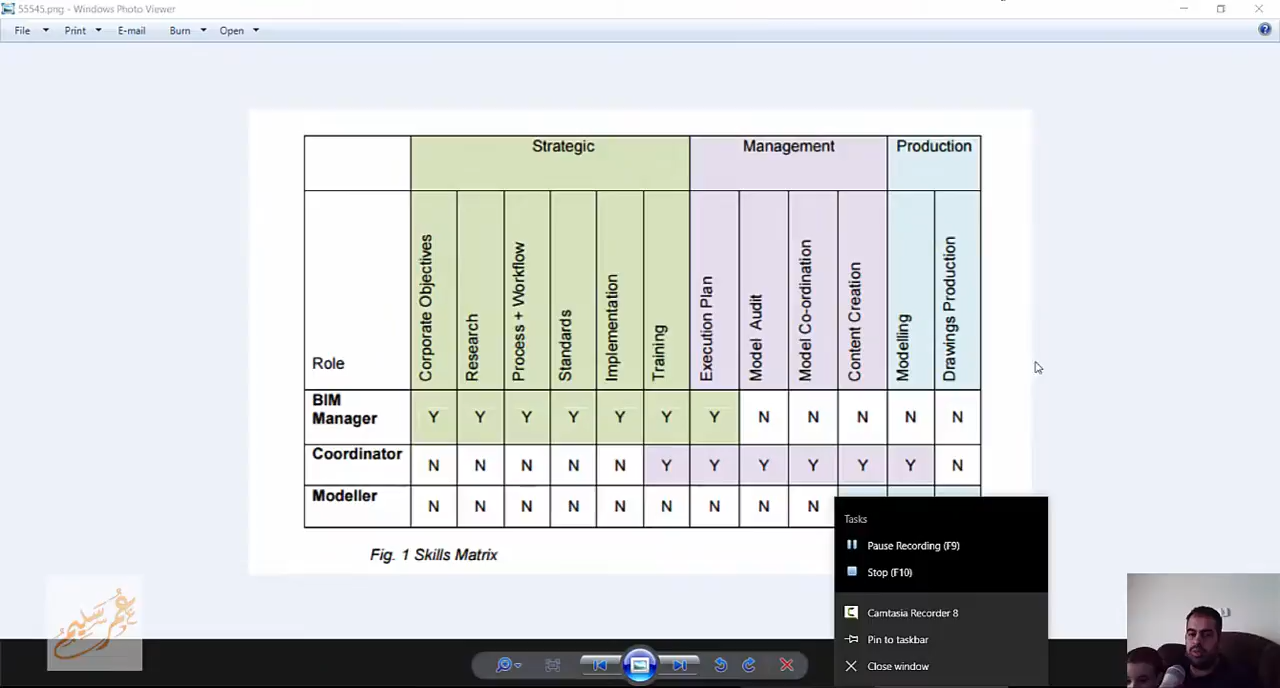 55545.png - Windows Photo Viewer
File Print E-mail Burn Open
Strategic Management Production
Role Corporate Objectives Research Process + Workflow Standards Implementation Training Execution Plan Model Audit Model Co-ordination Content Creation Modelling Drawings Production
BIM Manager Y Y Y Y Y Y Y N N N N N
Coordinator N N N N N Y Y Y Y Y Y N
Modeller N N N N N N N N N
Fig. 1 Skills Matrix
Tasks
Pause Recording (F9)
Stop (F10)
Camtasia Recorder 8
Pin to taskbar
Close window
عمر سليم